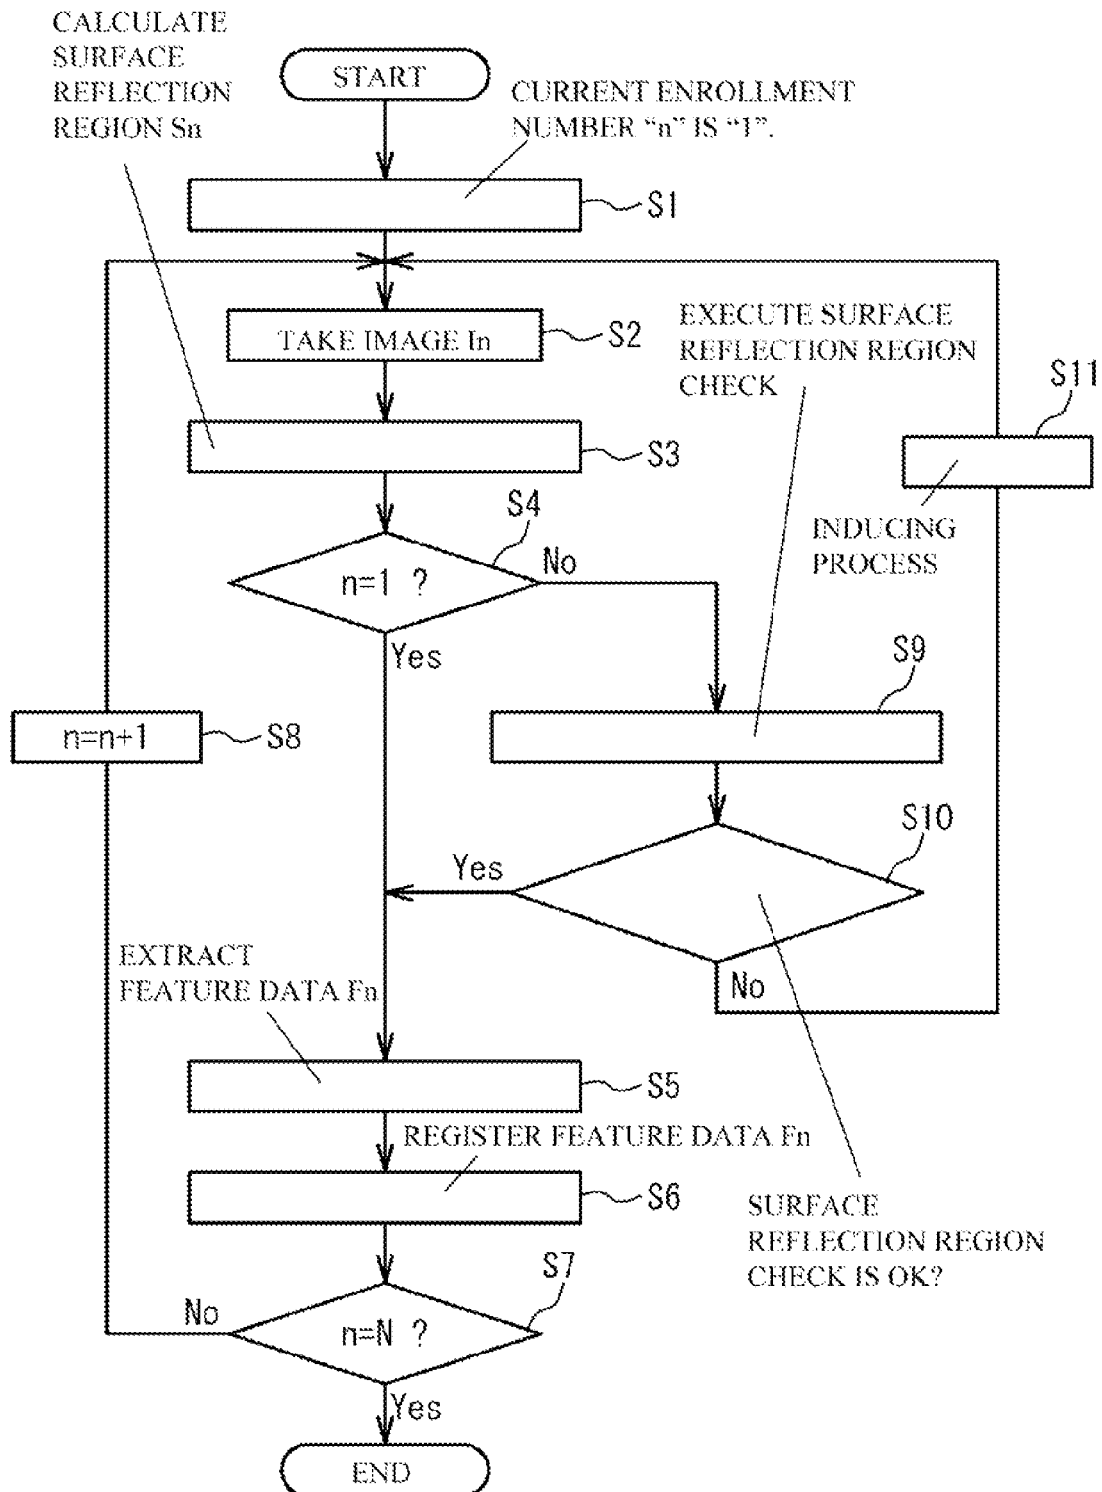 CALCULATE
SURFACE
REFLECTION
REGION Sn
START
CURRENT ENROLLMENT
NUMBER “n” IS “1”.
S1
TAKE IMAGE In
S2
EXECUTE SURFACE
REFLECTION REGION
CHECK
S11
S3
INDUCING
PROCESS
S4
n=1 ?
No
Yes
S9
n=n+1
S8
S10
Yes
No
EXTRACT
FEATURE DATA Fn
S5
REGISTER FEATURE DATA Fn
S6
SURFACE
REFLECTION REGION
CHECK IS OK?
S7
No
n=N ?
Yes
END